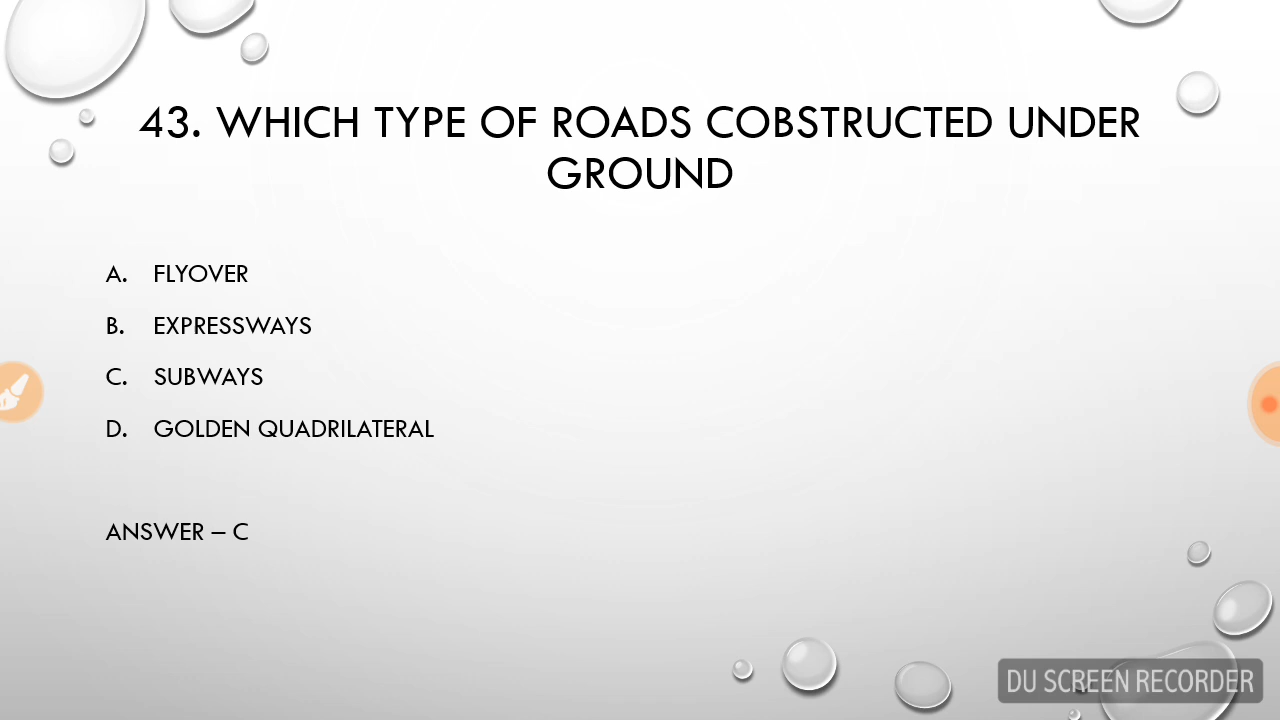 43. WHICH TYPE OF ROADS COBSTRUCTED UNDER
GROUND
A. FLYOVER
B. EXPRESSWAYS
C. SUBWAYS
D. GOLDEN QUADRILATERAL
ANSWER – C
DU SCREEN RECORDER